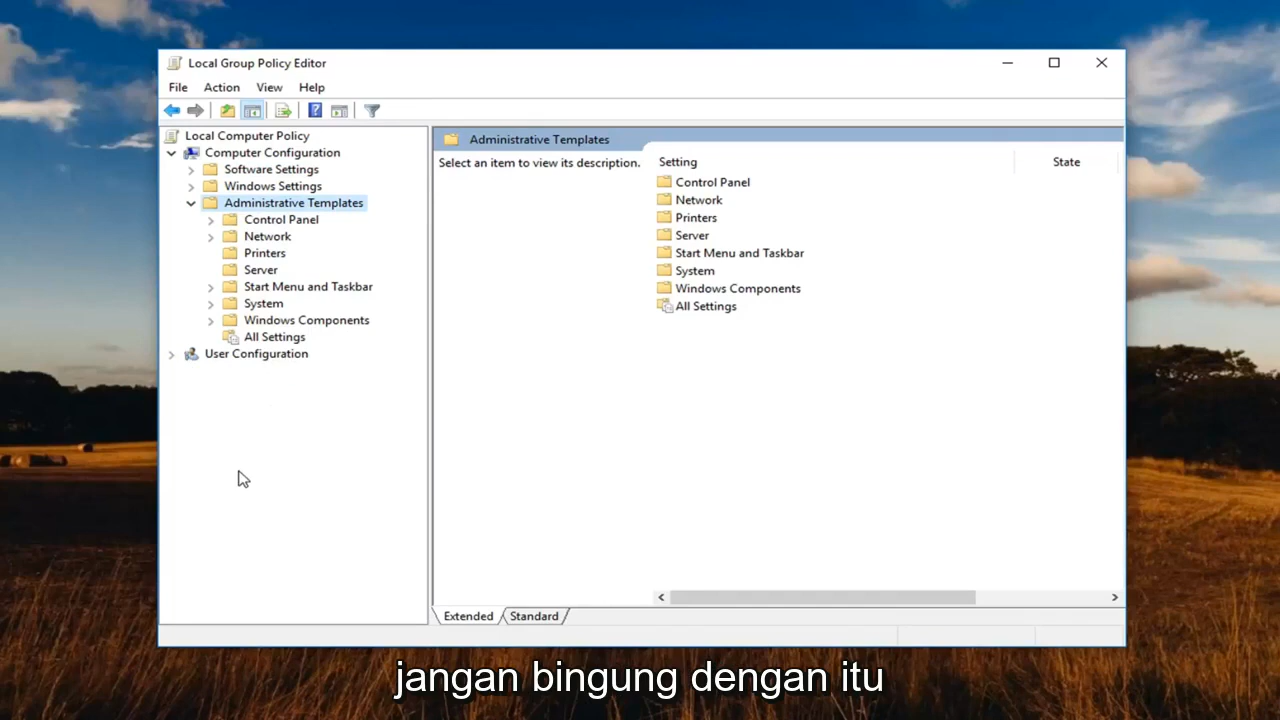 Local Group Policy Editor
File Action View Help
Local Computer Policy
Computer Configuration
Software Settings
Windows Settings
Administrative Templates
Control Panel
Network
Printers
Server
Start Menu and Taskbar
System
Windows Components
All Settings
User Configuration
Administrative Templates
Select an item to view its description.
Setting State
Control Panel
Network
Printers
Server
Start Menu and Taskbar
System
Windows Components
All Settings
Extended Standard
jangan bingung dengan itu